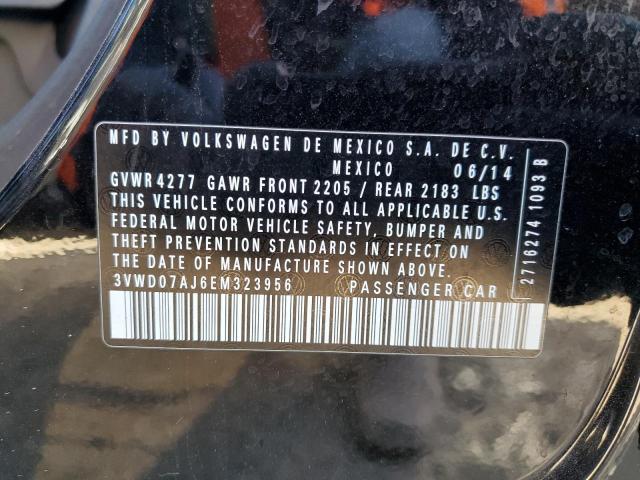 MFD BY VOLKSWAGEN DE MEXICO S.A. DE C.V.
MEXICO 06/14
GVWR 4277 GAWR FRONT 2205 / REAR 2183 LBS
THIS VEHICLE CONFORMS TO ALL APPLICABLE U.S.
FEDERAL MOTOR VEHICLE SAFETY, BUMPER AND
THEFT PREVENTION STANDARDS IN EFFECT ON
THE DATE OF MANUFACTURE SHOWN ABOVE.
3VWD07AJ6EM323956 PASSENGER CAR
2716274 1093 B